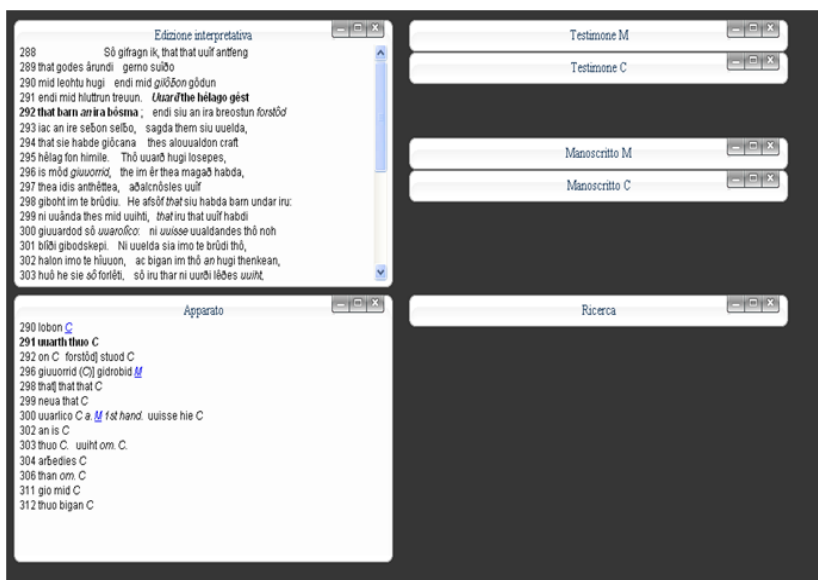 Edizione interpretativa
288 Sô gifragn ik, that that uuîf antfeng
289 that godes ârundi gerno suîðo
290 mid leohtu hugi endi mid gilôƀon gôdun
291 endi mid hluttrun treuun. Uuarð the hêlago gêst
292 that barn an ira bôsma ; endi siu an ira breostun forstôd
293 iac an ire seƀon selƀo, sagda them siu uuelda,
294 that sie habde giôcana thes alouualdon craft
295 hêlag fon himile. Thô uuarð hugi Iosepes,
296 is môd giuuorrid, the im êr thea magað habda,
297 thea idis anthêttea, aðalcnôsles uuîf
298 giboht im te brûdiu. He afsôf that siu habda barn undar iru:
299 ni uuânda thes mid uuihti, that iru that uuîf habdi
300 giuuardod sô uuarolîco: ni uuisse uualdandes thô noh
301 blîði gibodskepi. Ni uuelda sia imo te brûdi thô,
302 halon imo te hîuuon, ac bigan im thô an hugi thenkean,
303 huô he sie sô forlêti, sô iru thar ni uurði lêðes uuiht,
Apparato
290 lobon C
291 uuarth thuo C
292 on C forstôd] stuod C
296 giuuorrid (C)] gidrobid M
298 that] that that C
299 neua that C
300 uuarlico C a. M 1st hand. uuisse hie C
302 an is C
303 thuo C. uuiht om. C.
304 arƀedies C
306 than om. C
311 gio mid C
312 thuo bigan C
Testimone M
Testimone C
Manoscritto M
Manoscritto C
Ricerca